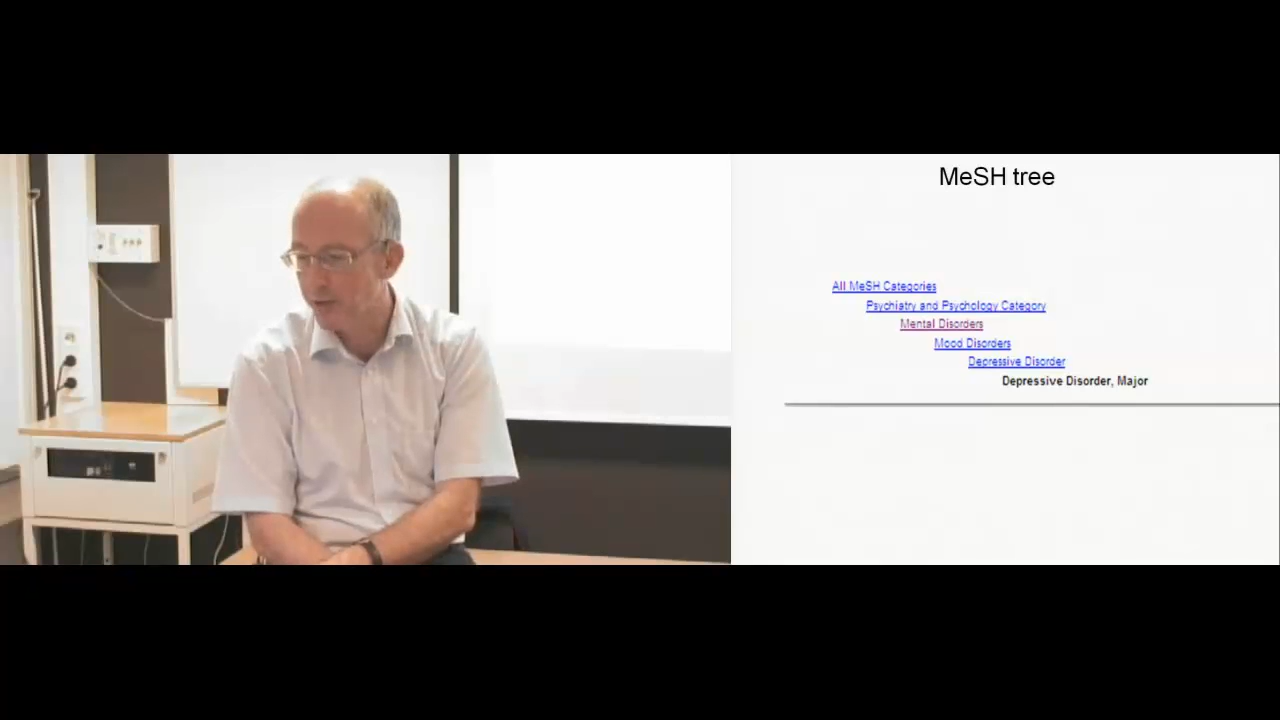 MeSH tree
All MeSH Categories
Psychiatry and Psychology Category
Mental Disorders
Mood Disorders
Depressive Disorder
Depressive Disorder, Major